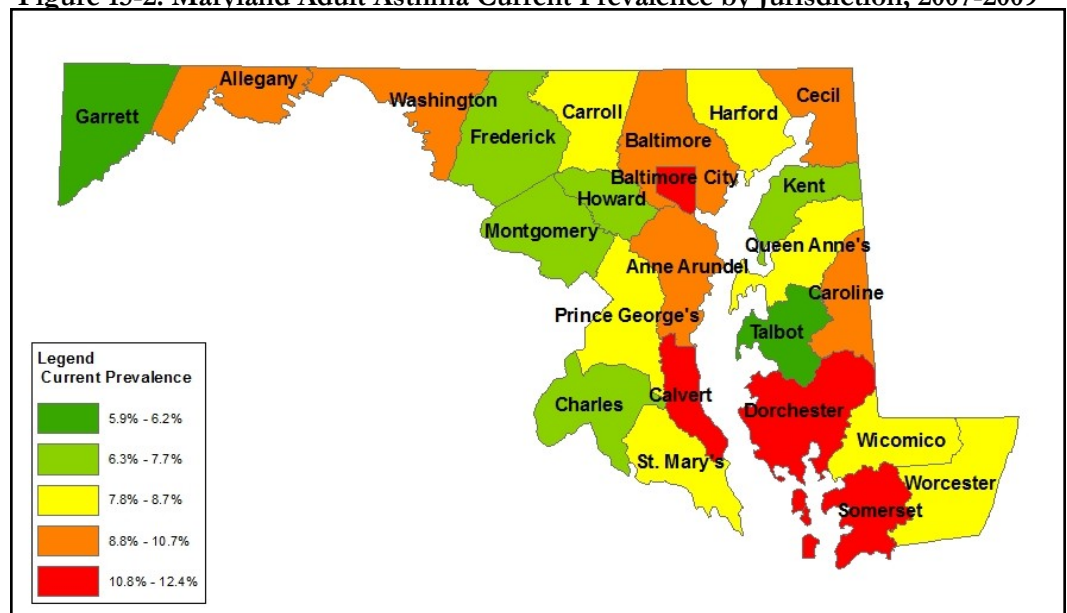 Figure 13-2. Maryland Adult Asthma Current Prevalence by Jurisdiction, 2007-2009
Garrett
Allegany
Washington
Frederick
Carroll
Baltimore
Harford
Cecil
Baltimore City
Howard
Kent
Montgomery
Queen Anne's
Anne Arundel
Caroline
Prince George's
Talbot
Charles
Calvert
Dorchester
St. Mary's
Wicomico
Worcester
Somerset
Legend
Current Prevalence
5.9% - 6.2%
6.3% - 7.7%
7.8% - 8.7%
8.8% - 10.7%
10.8% - 12.4%